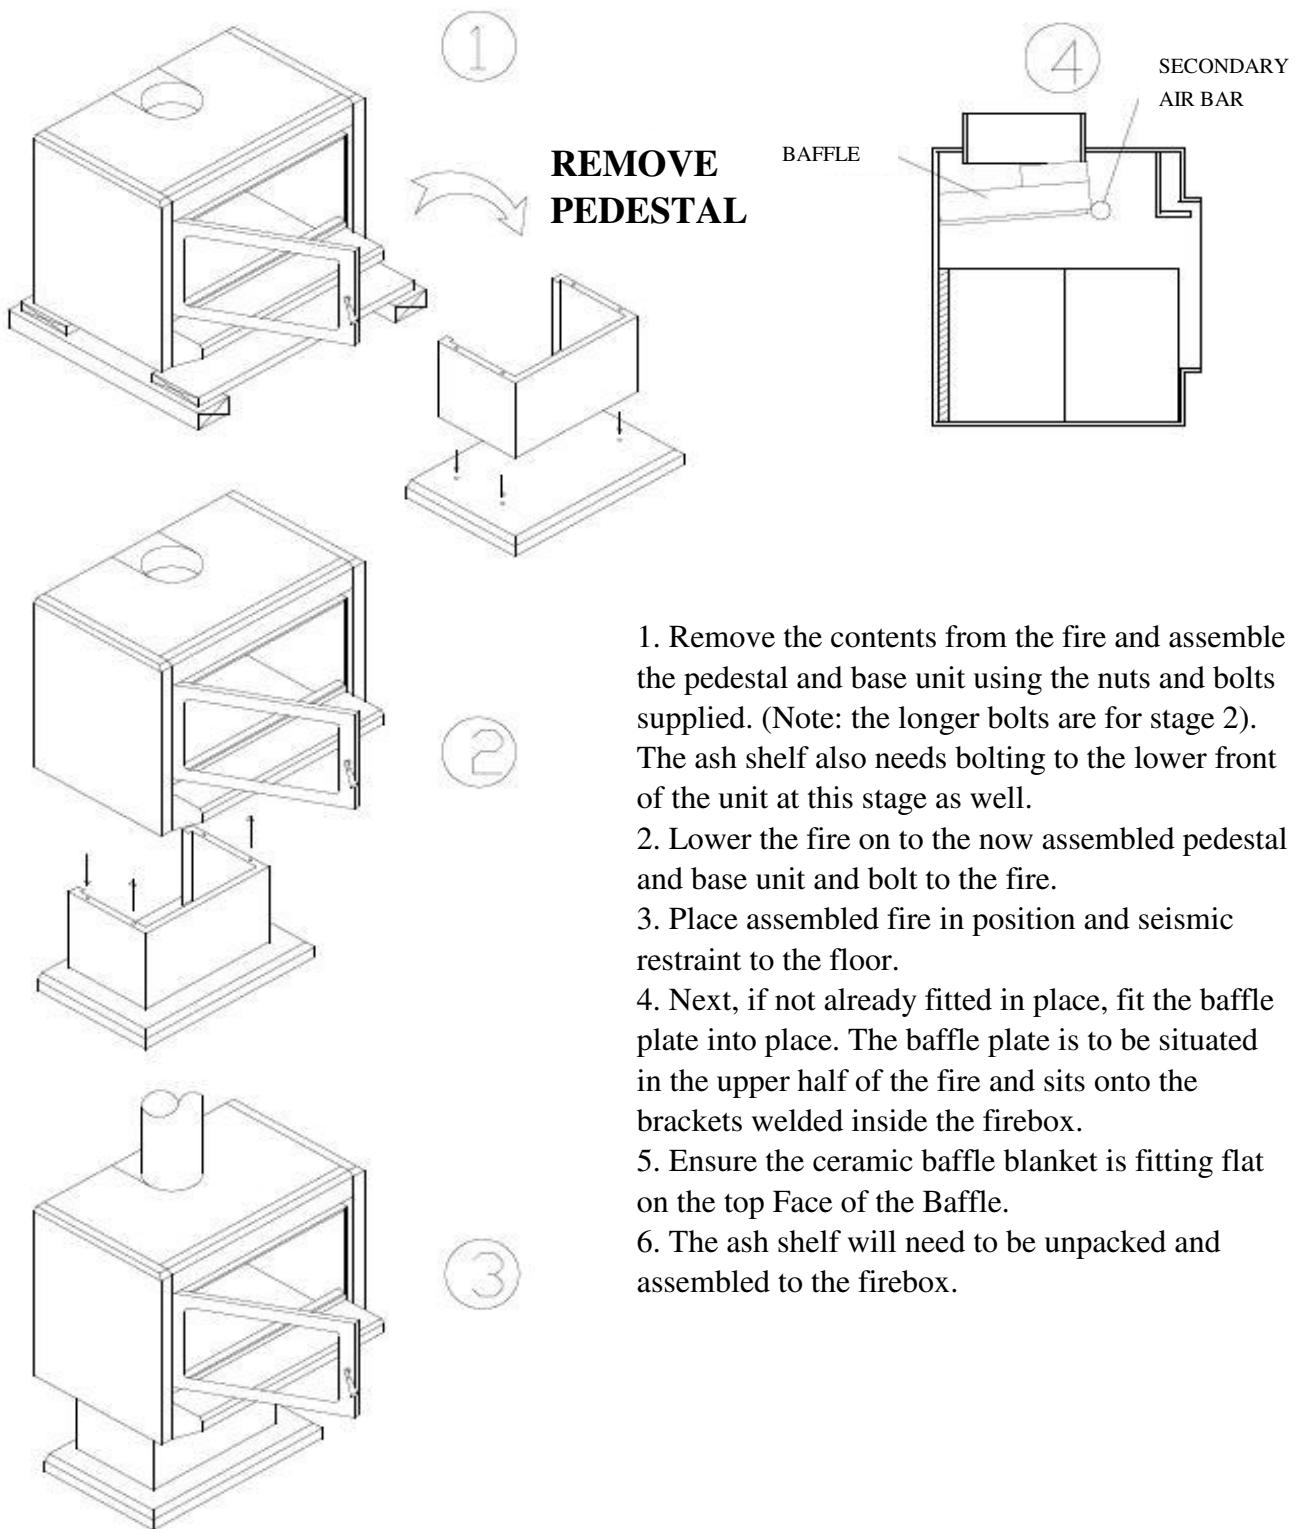 1
REMOVE
PEDESTAL
4
SECONDARY
AIR BAR
BAFFLE
2
3
1. Remove the contents from the fire and assemble
the pedestal and base unit using the nuts and bolts
supplied. (Note: the longer bolts are for stage 2).
The ash shelf also needs bolting to the lower front
of the unit at this stage as well.
2. Lower the fire on to the now assembled pedestal
and base unit and bolt to the fire.
3. Place assembled fire in position and seismic
restraint to the floor.
4. Next, if not already fitted in place, fit the baffle
plate into place. The baffle plate is to be situated
in the upper half of the fire and sits onto the
brackets welded inside the firebox.
5. Ensure the ceramic baffle blanket is fitting flat
on the top Face of the Baffle.
6. The ash shelf will need to be unpacked and
assembled to the firebox.